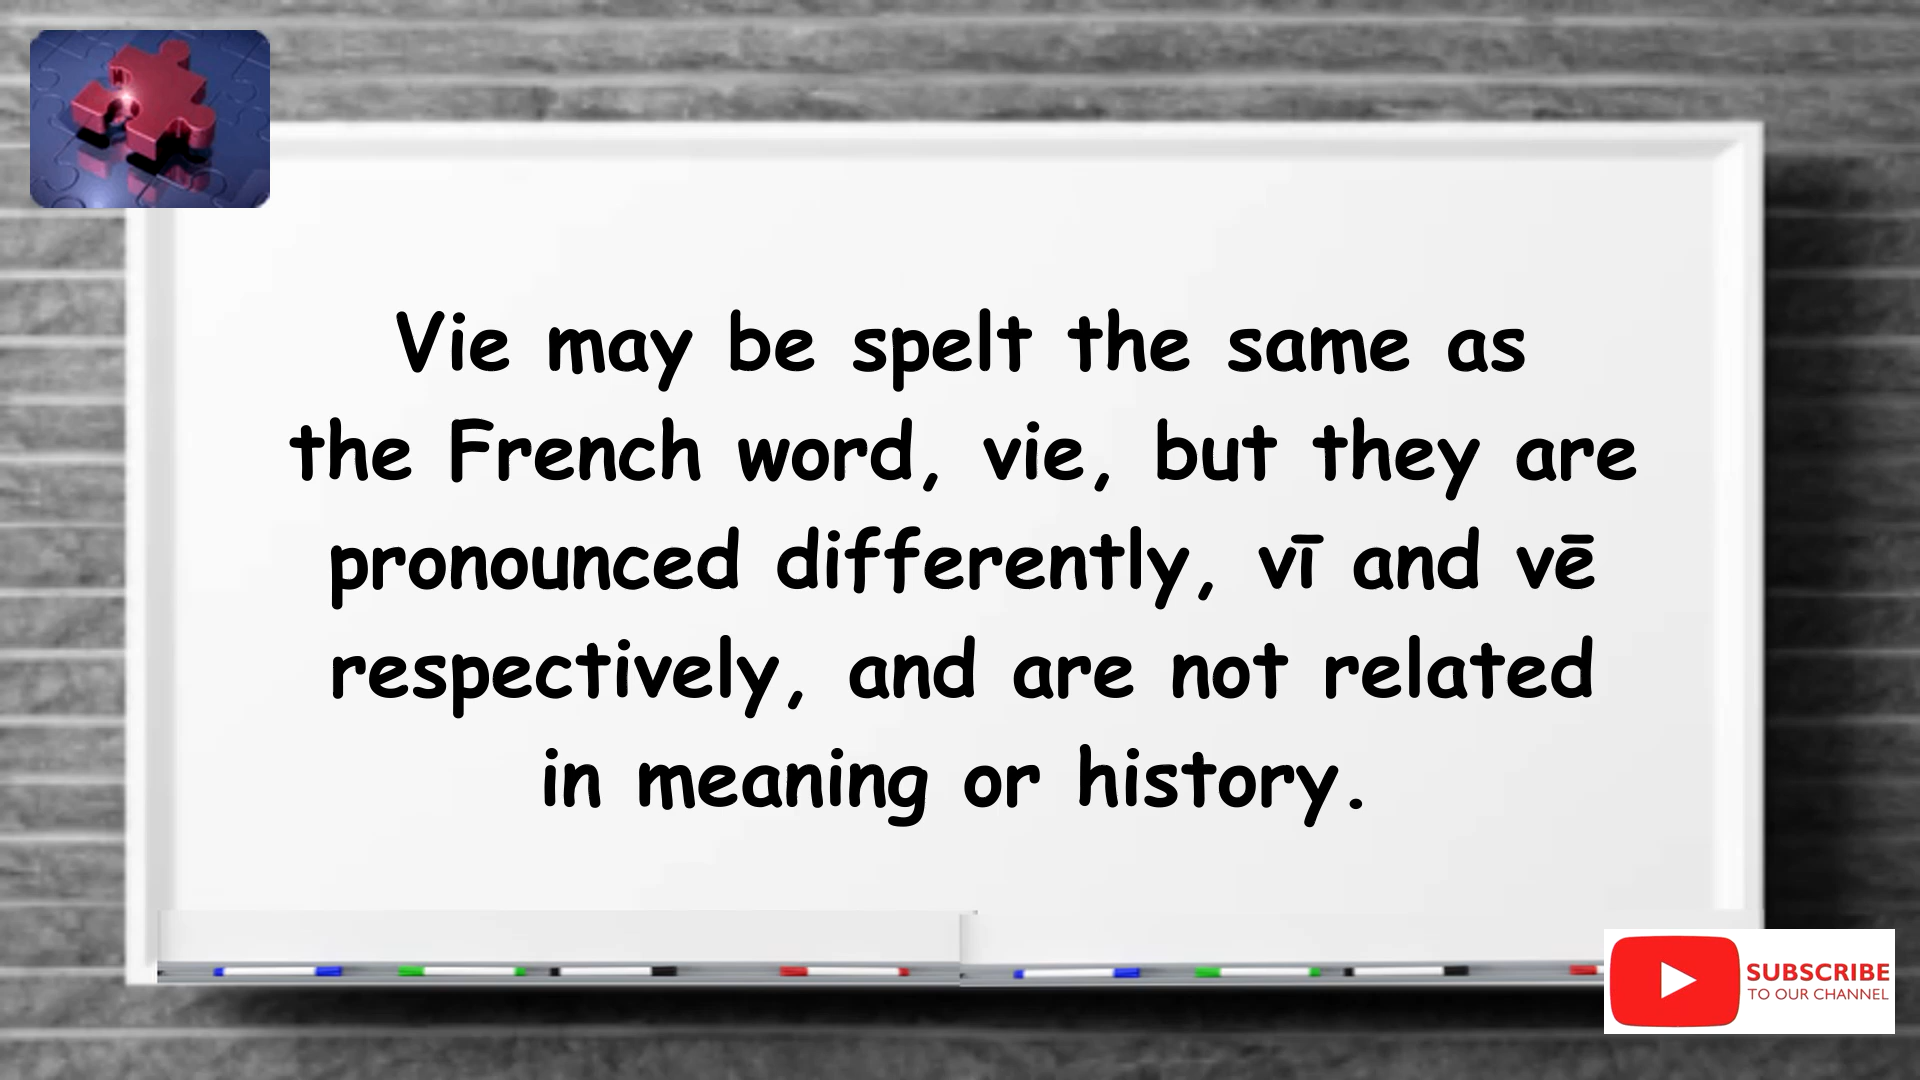 Vie may be spelt the same as
the French word, vie, but they are
pronounced differently, vī and vē
respectively, and are not related
in meaning or history.
SUBSCRIBE
TO OUR CHANNEL